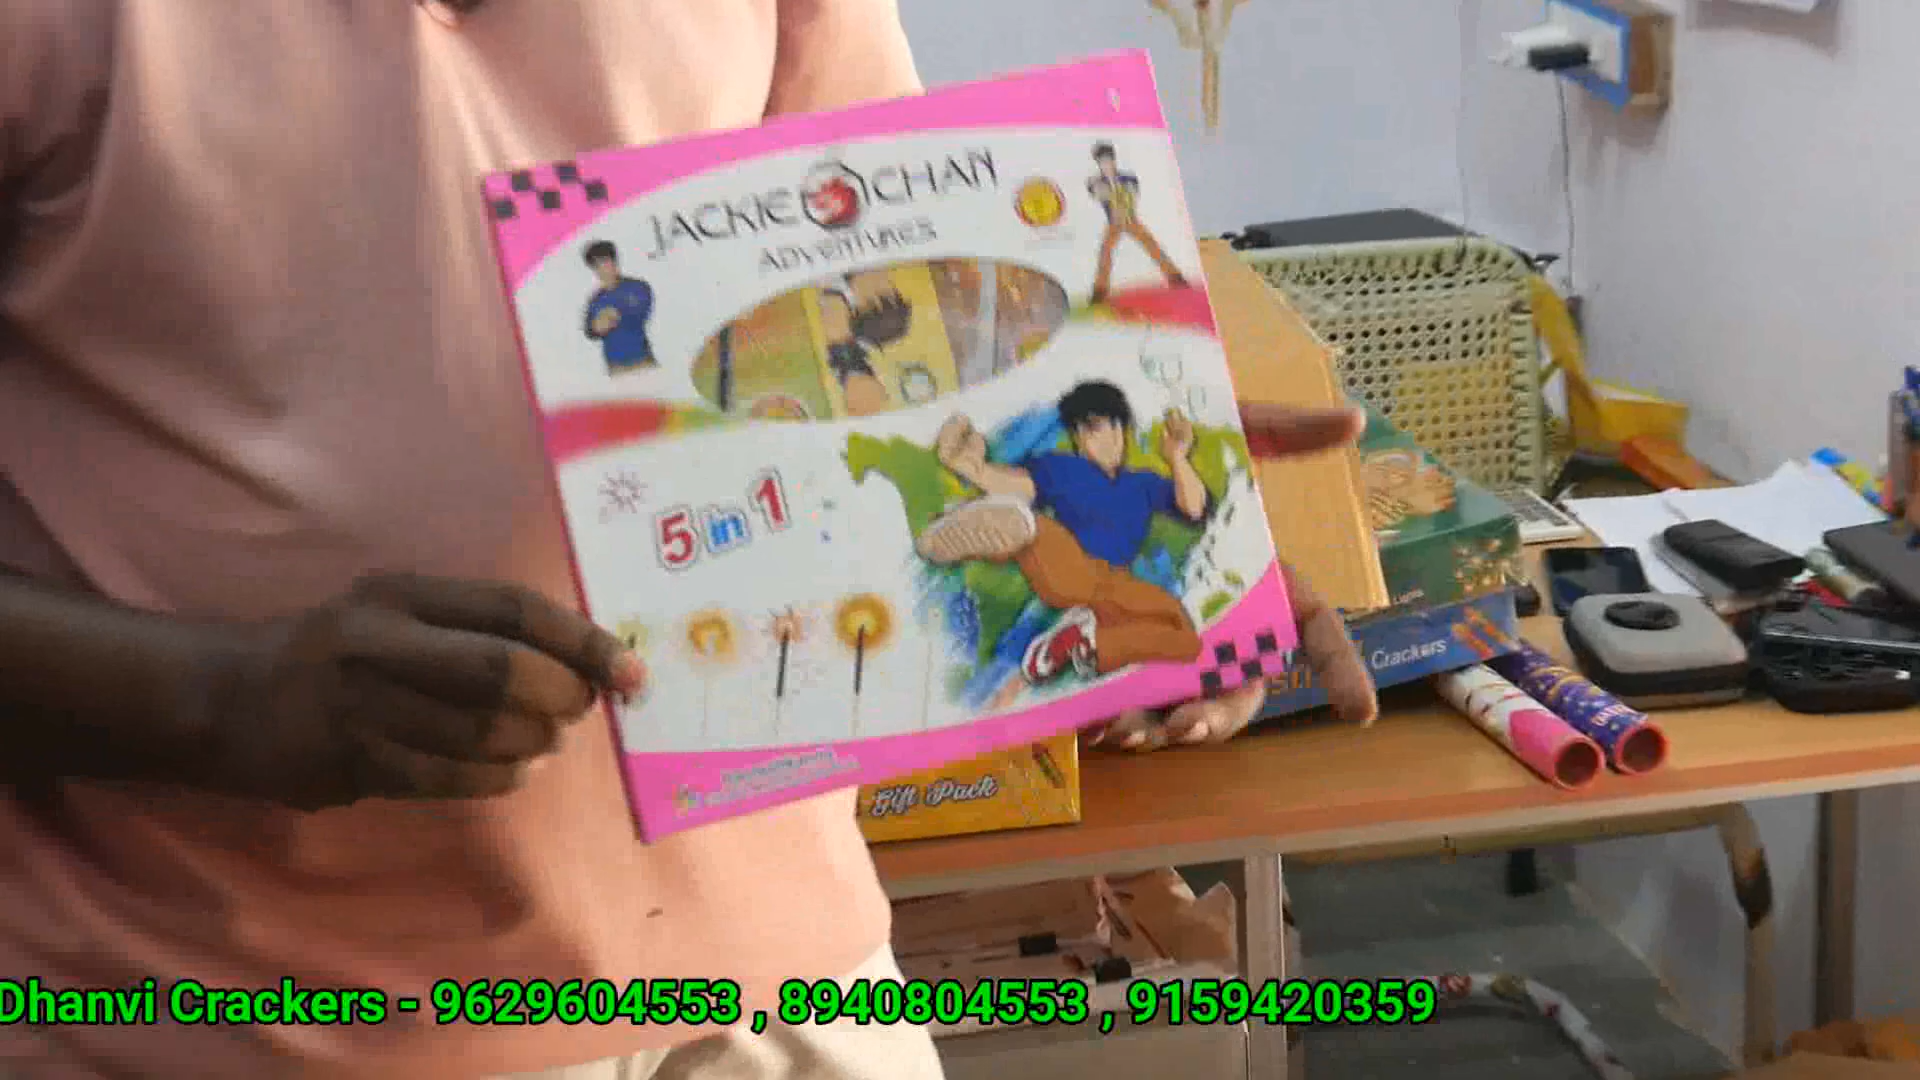 JACKIE CHAN
ADVENTURES
5 in 1
Crackers
Gift Pack
Dhanvi Crackers - 9629604553 , 8940804553 , 9159420359